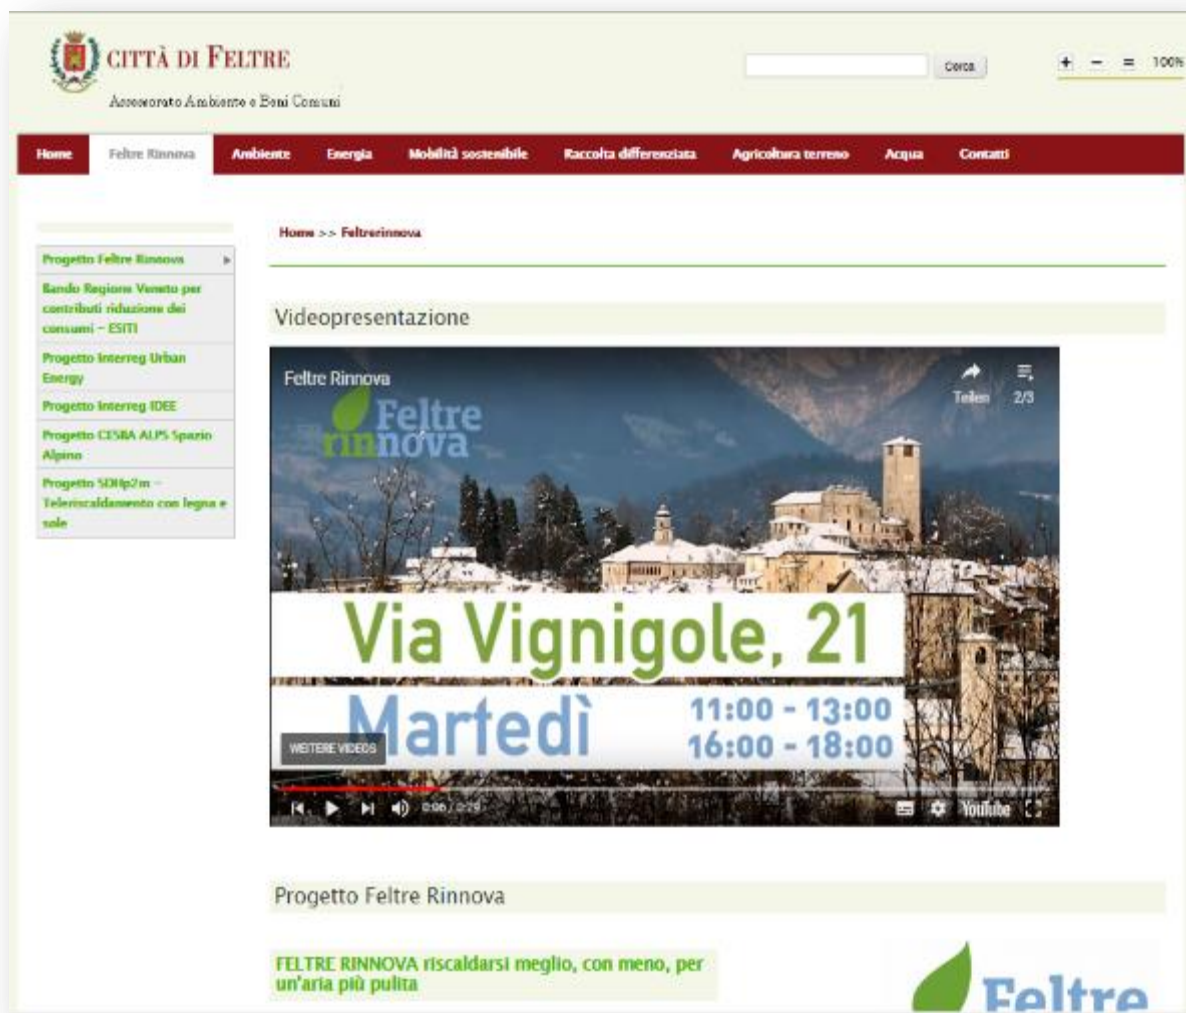 CITTÀ DI FELTRE
Assessorato Ambiente e Beni Comuni
Cerca
+ − = 100%
Home Feltre Rinnova Ambiente Energia Mobilità sostenibile Raccolta differenziata Agricoltura terreno Acqua Contatti
Progetto Feltre Rinnova
Bando Regione Veneto per
contributi riduzione dei
consumi – ESITI
Progetto Interreg Urban
Energy
Progetto Interreg IDEE
Progetto CESBA ALPS Spazio
Alpino
Progetto SDHp2m –
Teleriscaldamento con legna e
sole
Home >> Feltrerinnova
Videopresentazione
Feltre Rinnova
Teilen 2/3
Feltre
rinnova
Via Vignigole, 21
Martedì
11:00 - 13:00
16:00 - 18:00
WEITERE VIDEOS
0:06 / 0:29
YouTube
Progetto Feltre Rinnova
FELTRE RINNOVA riscaldarsi meglio, con meno, per
un'aria più pulita
Feltre